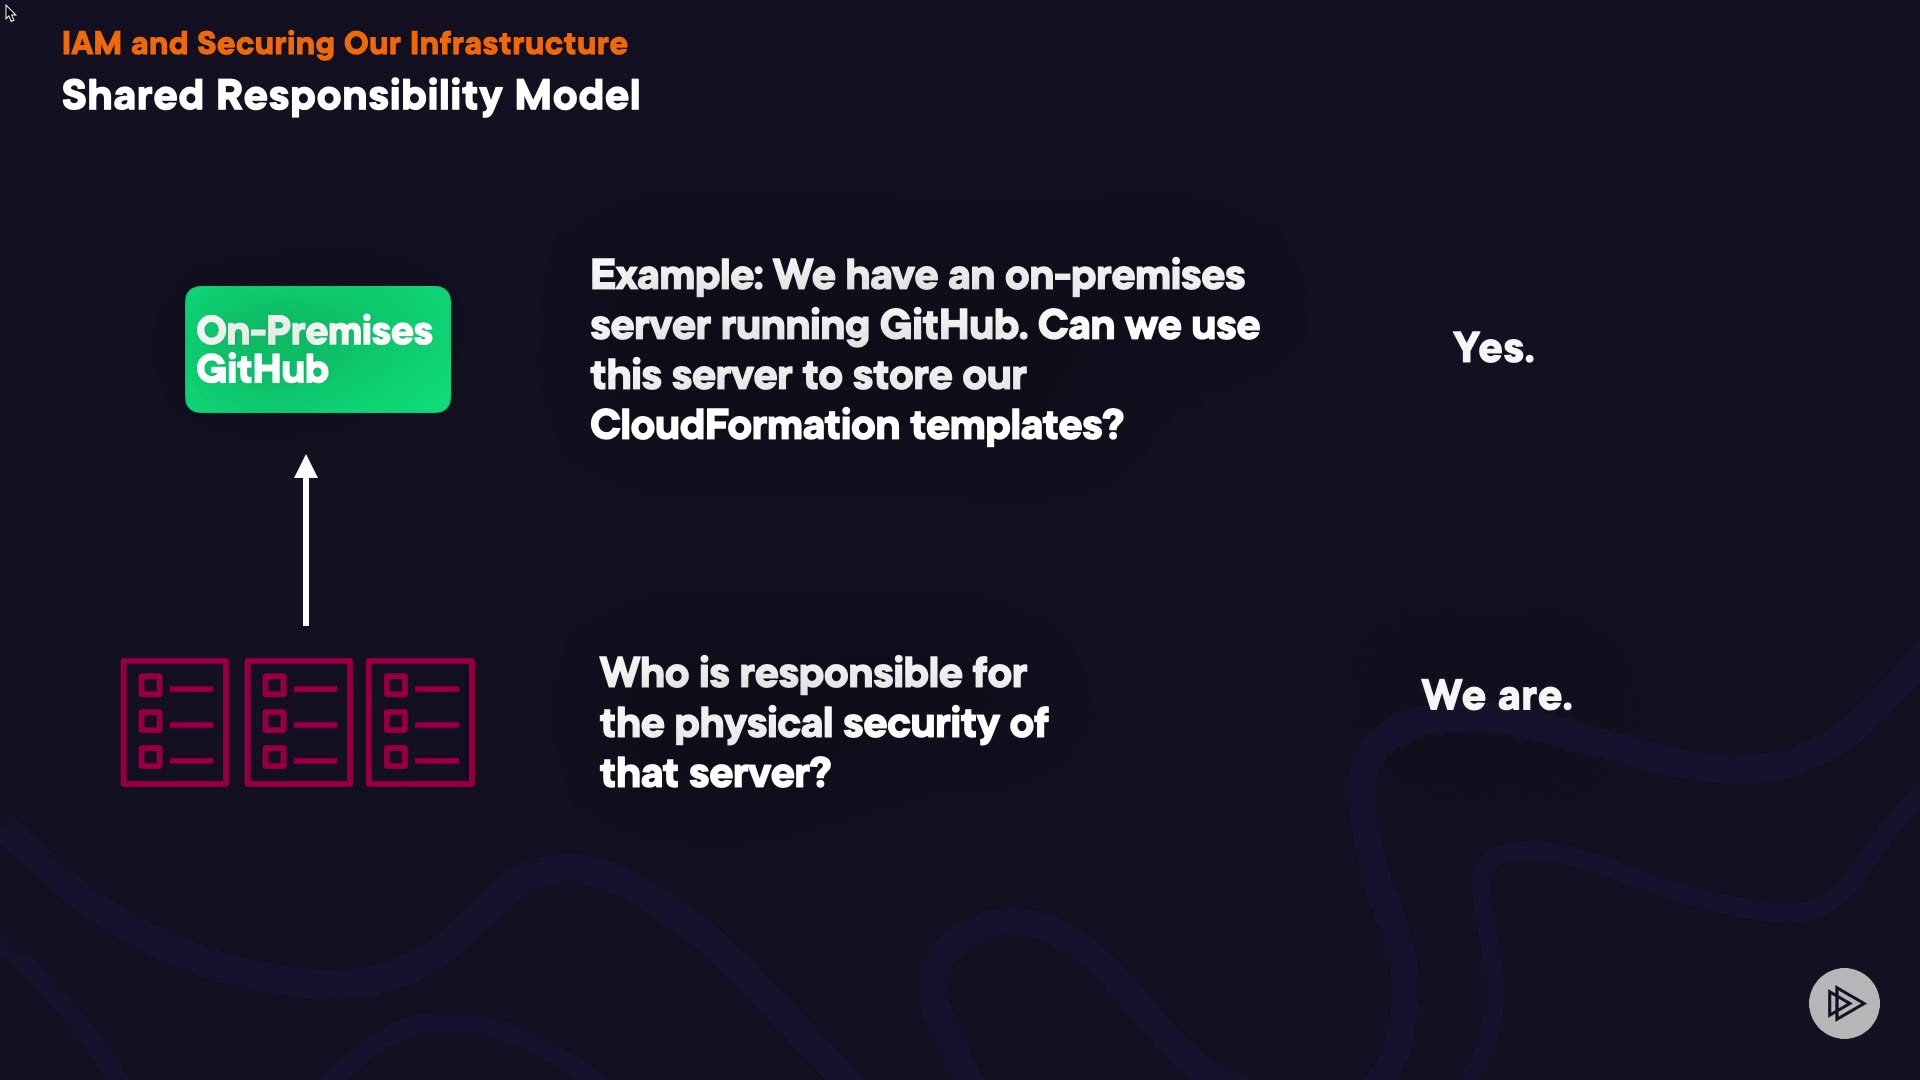 IAM and Securing Our Infrastructure
Shared Responsibility Model
On-Premises
GitHub
Example: We have an on-premises
server running GitHub. Can we use
this server to store our
CloudFormation templates?
Yes.
Who is responsible for
the physical security of
that server?
We are.